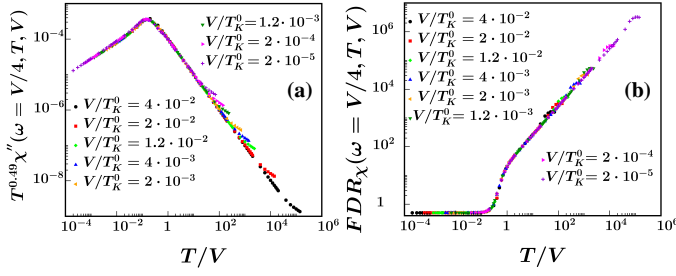 T^0.49 χ''(ω = V/4, T, V)
10^-4
10^-6
10^-8
V/T_K^0 = 1.2 · 10^-3
V/T_K^0 = 2 · 10^-4
V/T_K^0 = 2 · 10^-5
(a)
V/T_K^0 = 4 · 10^-2
V/T_K^0 = 2 · 10^-2
V/T_K^0 = 1.2 · 10^-2
V/T_K^0 = 4 · 10^-3
V/T_K^0 = 2 · 10^-3
10^-4 10^-2 1 10^2 10^4 10^6
T/V
FDR_χ(ω = V/4, T, V)
10^6
10^4
10^2
1
V/T_K^0 = 4 · 10^-2
V/T_K^0 = 2 · 10^-2
V/T_K^0 = 1.2 · 10^-2
V/T_K^0 = 4 · 10^-3
V/T_K^0 = 2 · 10^-3
V/T_K^0 = 1.2 · 10^-3
(b)
V/T_K^0 = 2 · 10^-4
V/T_K^0 = 2 · 10^-5
10^-4 10^-2 1 10^2 10^4 10^6
T/V